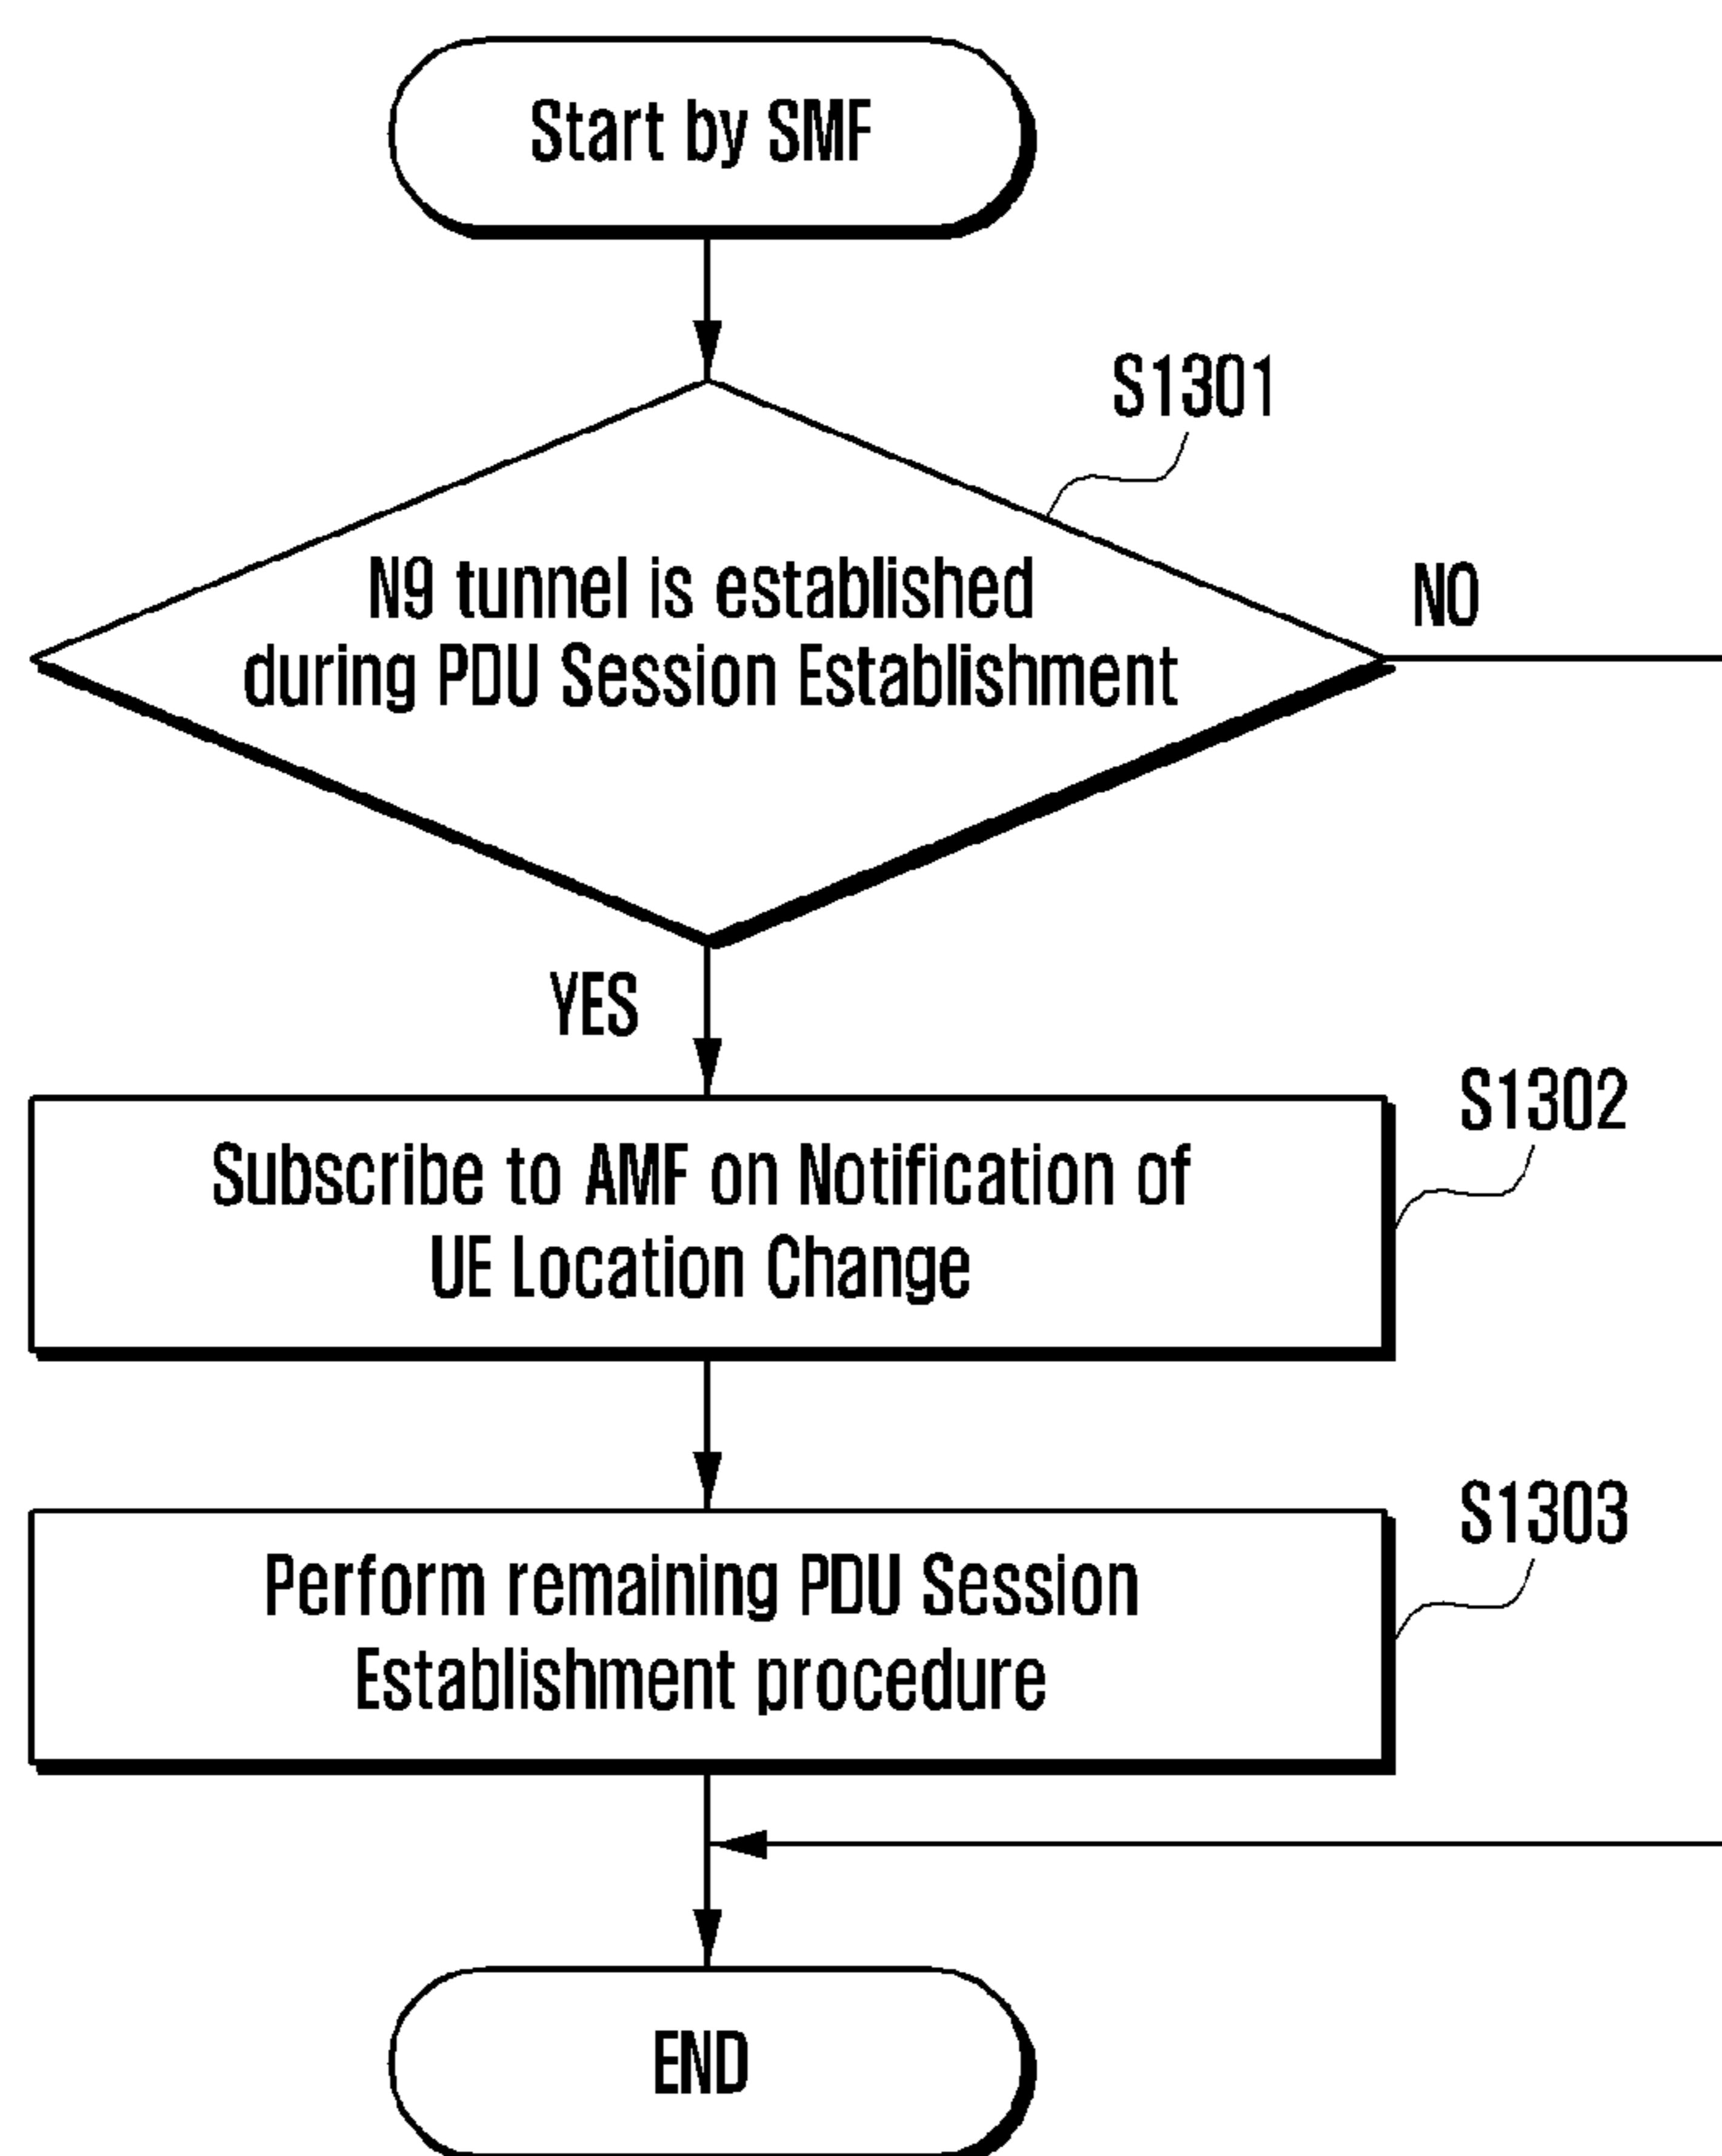 Start by SMF
S1301
N9 tunnel is established
during PDU Session Establishment
NO
YES
S1302
Subscribe to AMF on Notification of
UE Location Change
S1303
Perform remaining PDU Session
Establishment procedure
END